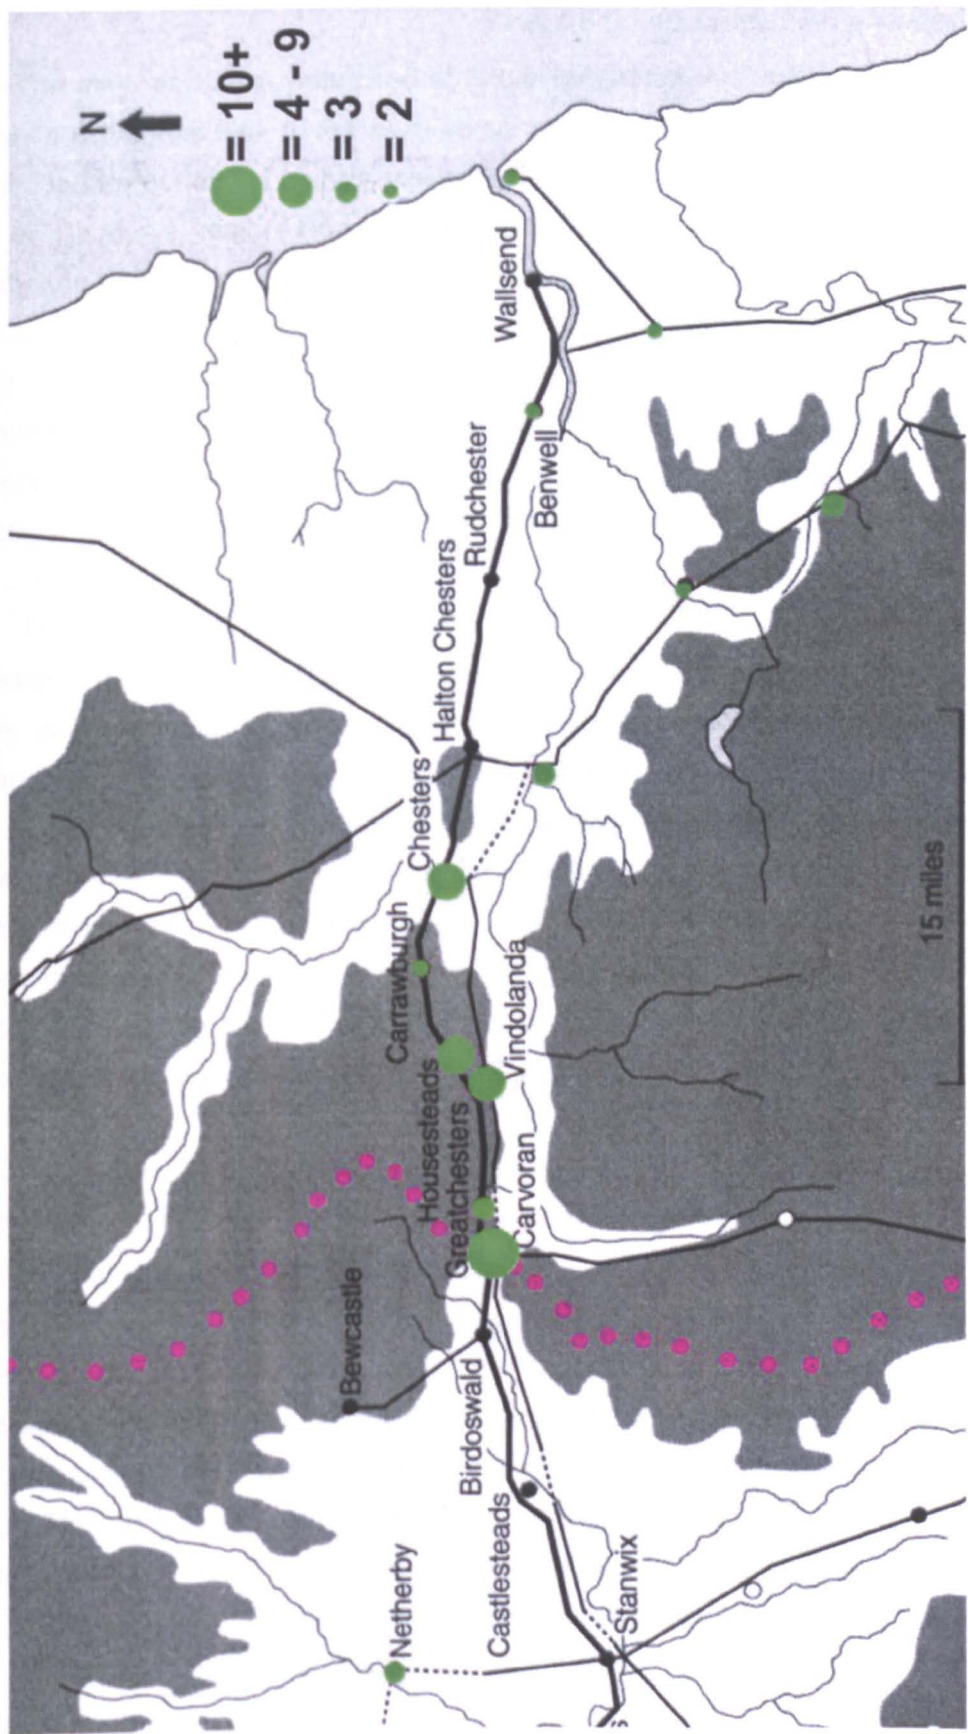 N
= 10+
= 4 - 9
= 3
= 2
Wallsend
Benwell
Rudchester
Halton Chesters
Chesters
Carrawburgh
Housesteads
Vindolanda
Greatchesters
Carvoran
Bewcastle
Birdoswald
Castlesteads
Netherby
Stanwix
s
15 miles